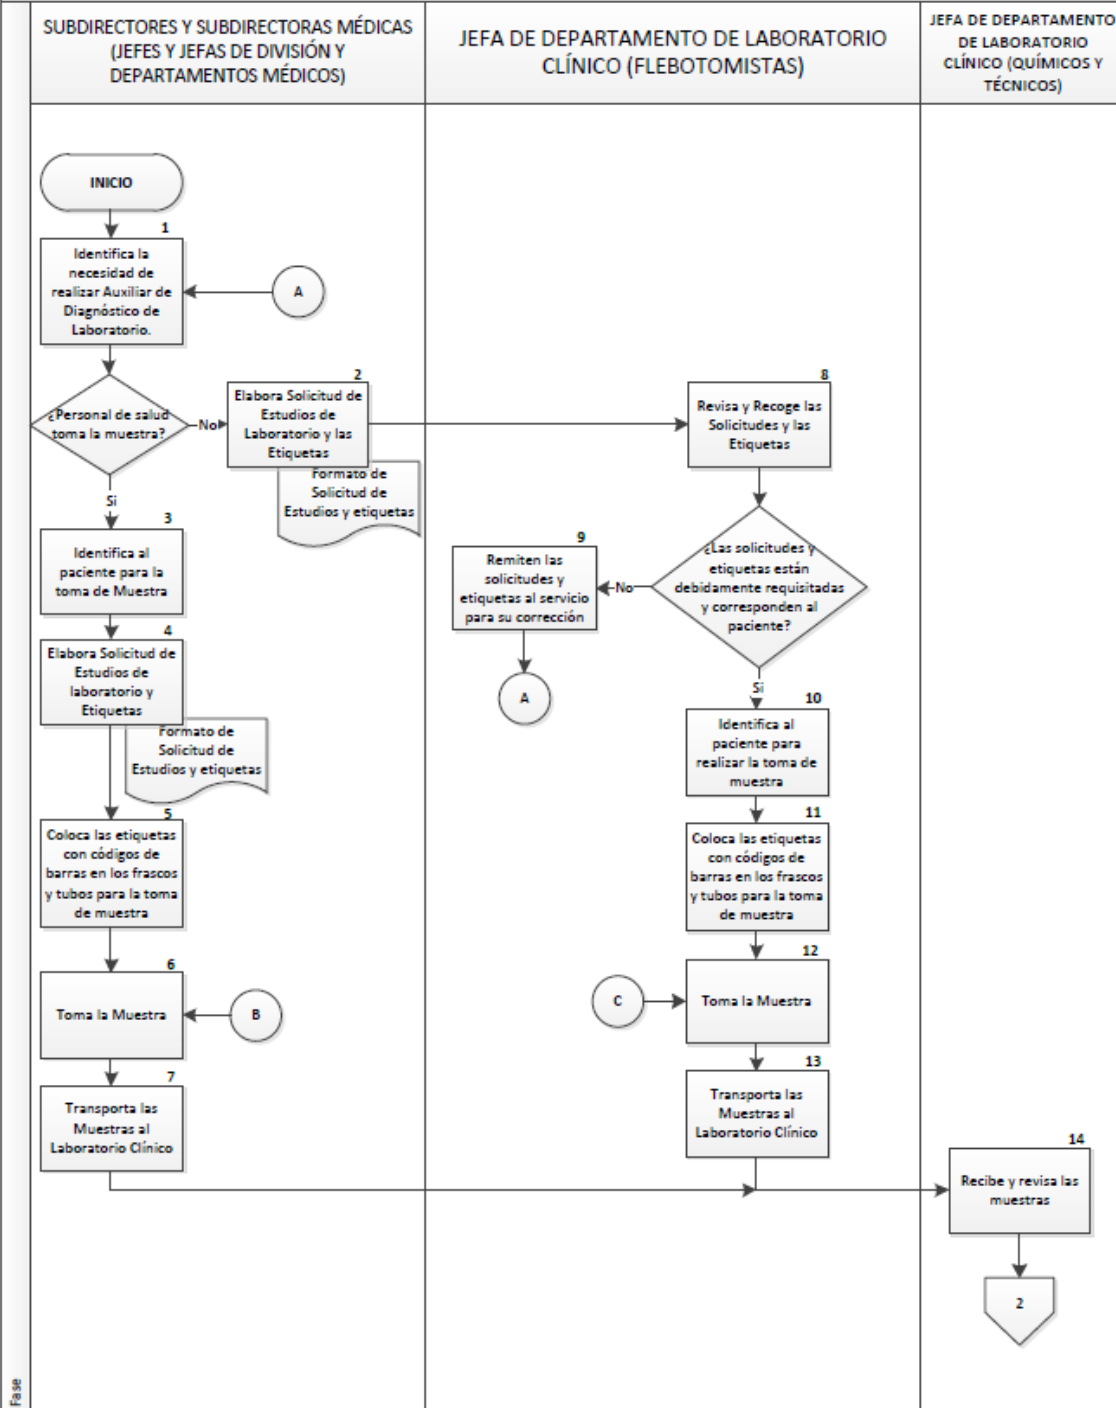 SUBDIRECTORES Y SUBDIRECTORAS MÉDICAS
(JEFES Y JEFAS DE DIVISIÓN Y
DEPARTAMENTOS MÉDICOS)
JEFA DE DEPARTAMENTO DE LABORATORIO
CLÍNICO (FLEBOTOMISTAS)
JEFA DE DEPARTAMENTO
DE LABORATORIO
CLÍNICO (QUÍMICOS Y
TÉCNICOS)
INICIO
1
Identifica la
necesidad de
realizar Auxiliar de
Diagnóstico de
Laboratorio.
A
¿Personal de salud
toma la muestra?
No
2
Elabora Solicitud de
Estudios de
Laboratorio y las
Etiquetas
Formato de
Solicitud de
Estudios y etiquetas
Si
3
Identifica al
paciente para la
toma de Muestra
4
Elabora Solicitud de
Estudios de
laboratorio y
Etiquetas
Formato de
Solicitud de
Estudios y etiquetas
5
Coloca las etiquetas
con códigos de
barras en los frascos
y tubos para la toma
de muestra
6
Toma la Muestra
B
7
Transporta las
Muestras al
Laboratorio Clínico
8
Revisa y Recoge las
Solicitudes y las
Etiquetas
¿Las solicitudes y
etiquetas están
debidamente requisitadas
y corresponden al
paciente?
No
9
Remiten las
solicitudes y
etiquetas al servicio
para su corrección
A
Si
10
Identifica al
paciente para
realizar la toma de
muestra
11
Coloca las etiquetas
con códigos de
barras en los frascos
y tubos para la toma
de muestra
12
Toma la Muestra
C
13
Transporta las
Muestras al
Laboratorio Clínico
14
Recibe y revisa las
muestras
2
Fase